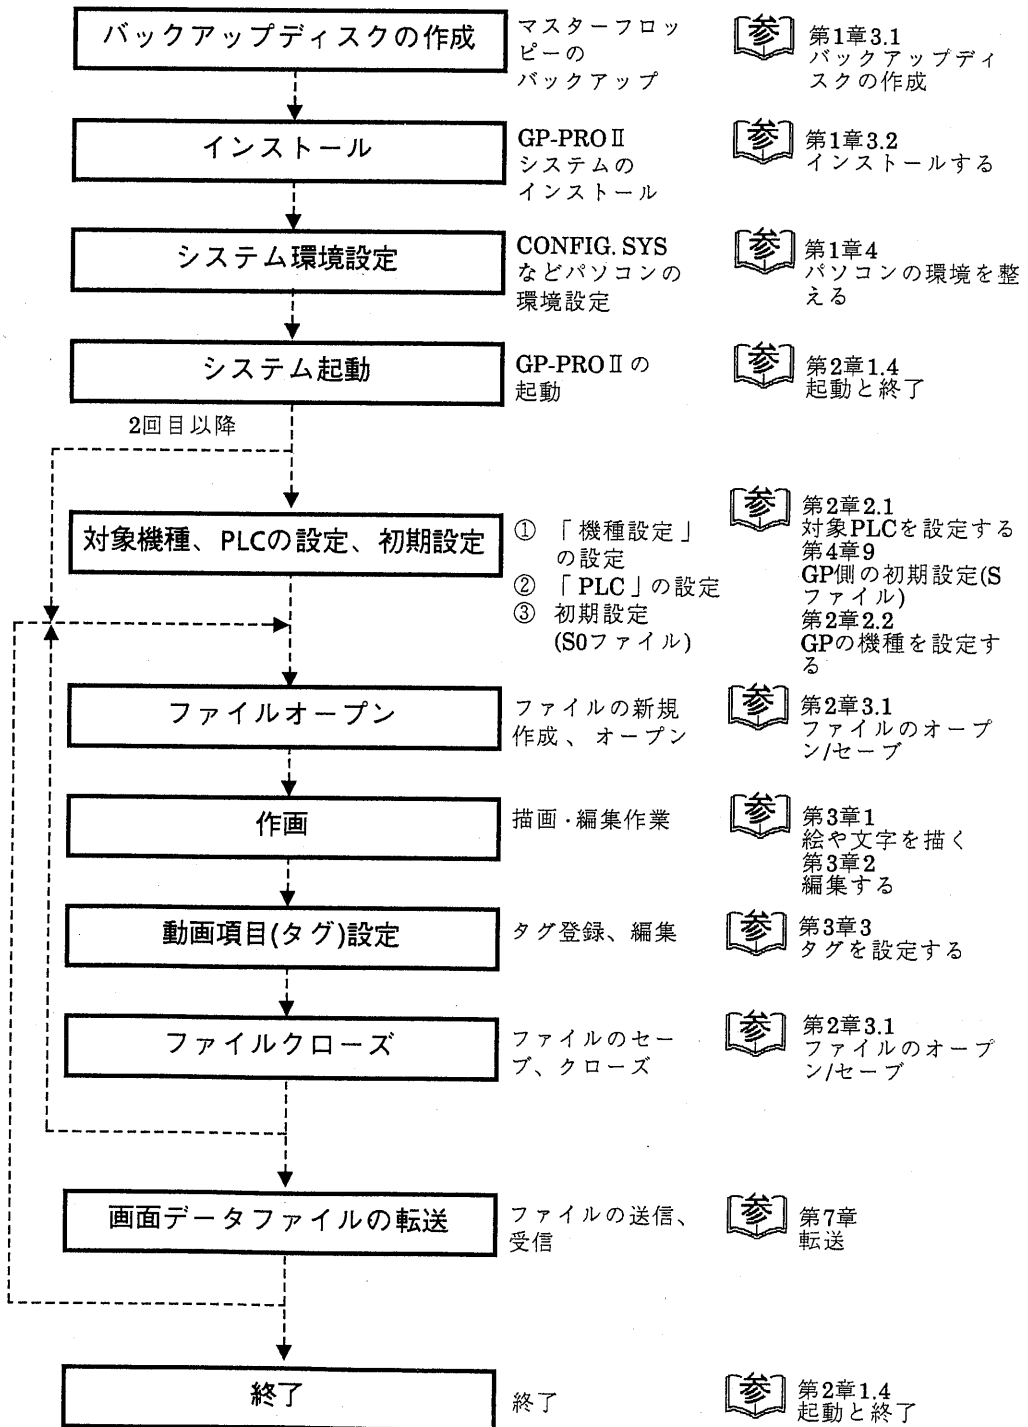 バックアップディスクの作成
マスターフロッ
ピーの
バックアップ
参
第1章3.1
バックアップディ
スクの作成
インストール
GP-PROⅡ
システムの
インストール
参
第1章3.2
インストールする
システム環境設定
CONFIG. SYS
などパソコンの
環境設定
参
第1章4
パソコンの環境を整
える
システム起動
GP-PROⅡの
起動
参
第2章1.4
起動と終了
2回目以降
対象機種、PLCの設定、初期設定
① 「機種設定」
の設定
② 「PLC」の設定
③ 初期設定
(S0ファイル)
参
第2章2.1
対象PLCを設定する
第4章9
GP側の初期設定(S
ファイル)
第2章2.2
GPの機種を設定す
る
ファイルオープン
ファイルの新規
作成、オープン
参
第2章3.1
ファイルのオープ
ン/セーブ
作画
描画・編集作業
参
第3章1
絵や文字を描く
第3章2
編集する
動画項目(タグ)設定
タグ登録、編集
参
第3章3
タグを設定する
ファイルクローズ
ファイルのセー
ブ、クローズ
参
第2章3.1
ファイルのオープ
ン/セーブ
画面データファイルの転送
ファイルの送信、
受信
参
第7章
転送
終了
終了
参
第2章1.4
起動と終了